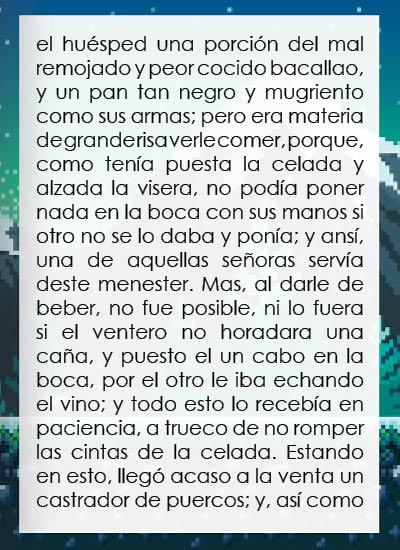 el huésped una porción del mal
remojado y peor cocido bacallao,
y un pan tan negro y mugriento
como sus armas; pero era materia
de grande risa verle comer, porque,
como tenía puesta la celada y
alzada la visera, no podía poner
nada en la boca con sus manos si
otro no se lo daba y ponía; y ansí,
una de aquellas señoras servía
deste menester. Mas, al darle de
beber, no fue posible, ni lo fuera
si el ventero no horadara una
caña, y puesto el un cabo en la
boca, por el otro le iba echando
el vino; y todo esto lo recebía en
paciencia, a trueco de no romper
las cintas de la celada. Estando
en esto, llegó acaso a la venta un
castrador de puercos; y, así como